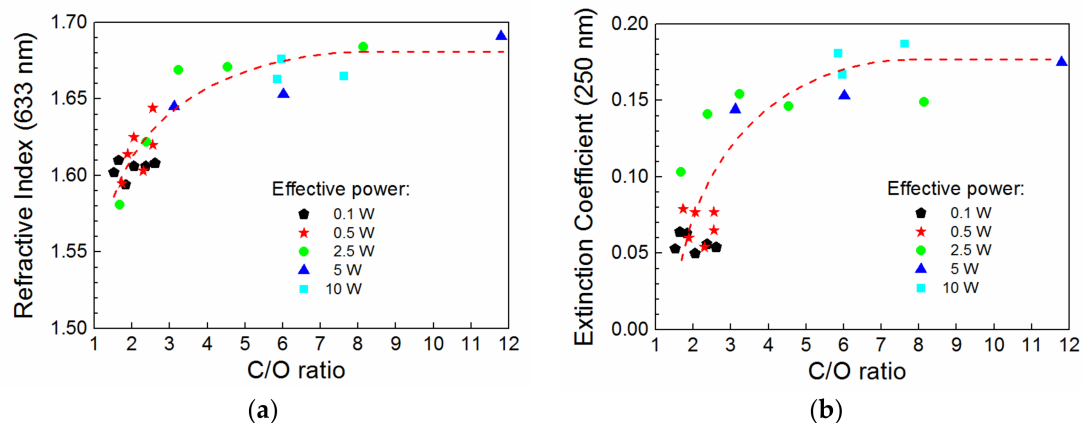 1.70
1.65
1.60
1.55
1.50
Refractive Index (633 nm)
Effective power:
0.1 W
0.5 W
2.5 W
5 W
10 W
1 2 3 4 5 6 7 8 9 10 11 12
C/O ratio
(a)
0.20
0.15
0.10
0.05
0.00
Extinction Coefficient (250 nm)
Effective power:
0.1 W
0.5 W
2.5 W
5 W
10 W
1 2 3 4 5 6 7 8 9 10 11 12
C/O ratio
(b)